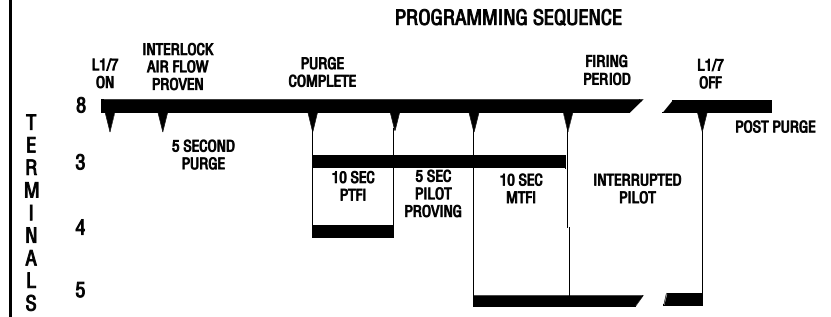 PROGRAMMING SEQUENCE
L1/7
ON
INTERLOCK
AIR FLOW
PROVEN
PURGE
COMPLETE
FIRING
PERIOD
L1/7
OFF
8
POST PURGE
5 SECOND
PURGE
3
10 SEC
PTFI
5 SEC
PILOT
PROVING
10 SEC
MTFI
INTERRUPTED
PILOT
4
5
TERMINALS